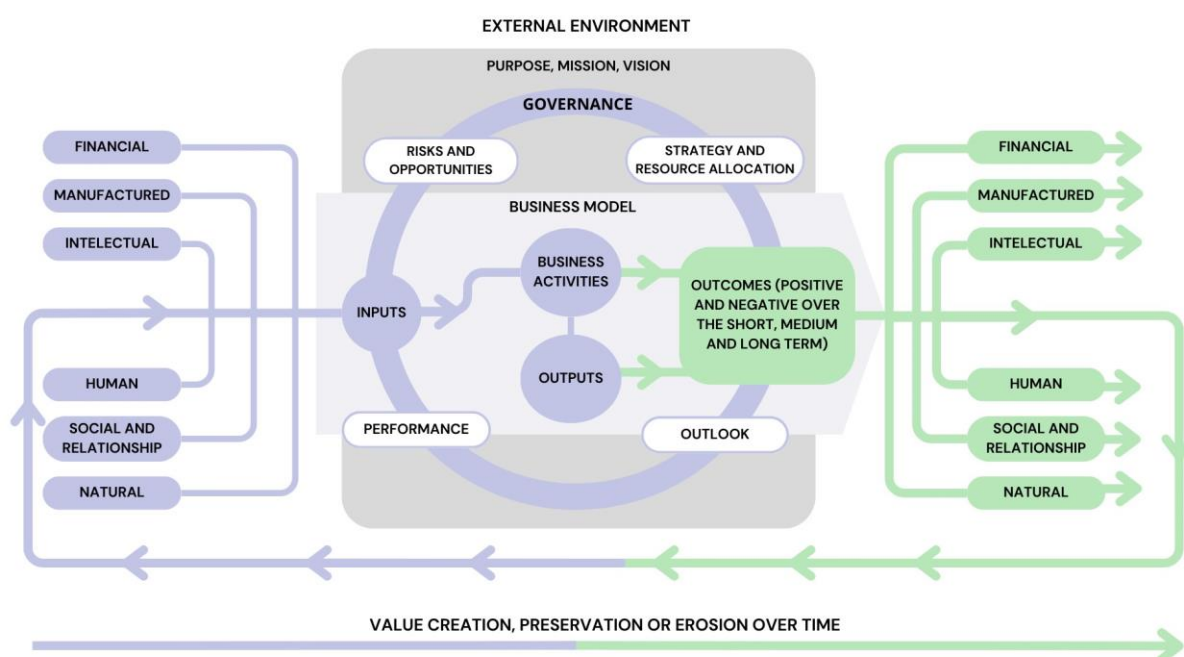 EXTERNAL ENVIRONMENT
PURPOSE, MISSION, VISION
GOVERNANCE
RISKS AND
OPPORTUNITIES
STRATEGY AND
RESOURCE ALLOCATION
FINANCIAL
MANUFACTURED
INTELECTUAL
HUMAN
SOCIAL AND
RELATIONSHIP
NATURAL
BUSINESS MODEL
INPUTS
BUSINESS
ACTIVITIES
OUTPUTS
OUTCOMES (POSITIVE
AND NEGATIVE OVER
THE SHORT, MEDIUM
AND LONG TERM)
PERFORMANCE
OUTLOOK
FINANCIAL
MANUFACTURED
INTELECTUAL
HUMAN
SOCIAL AND
RELATIONSHIP
NATURAL
VALUE CREATION, PRESERVATION OR EROSION OVER TIME